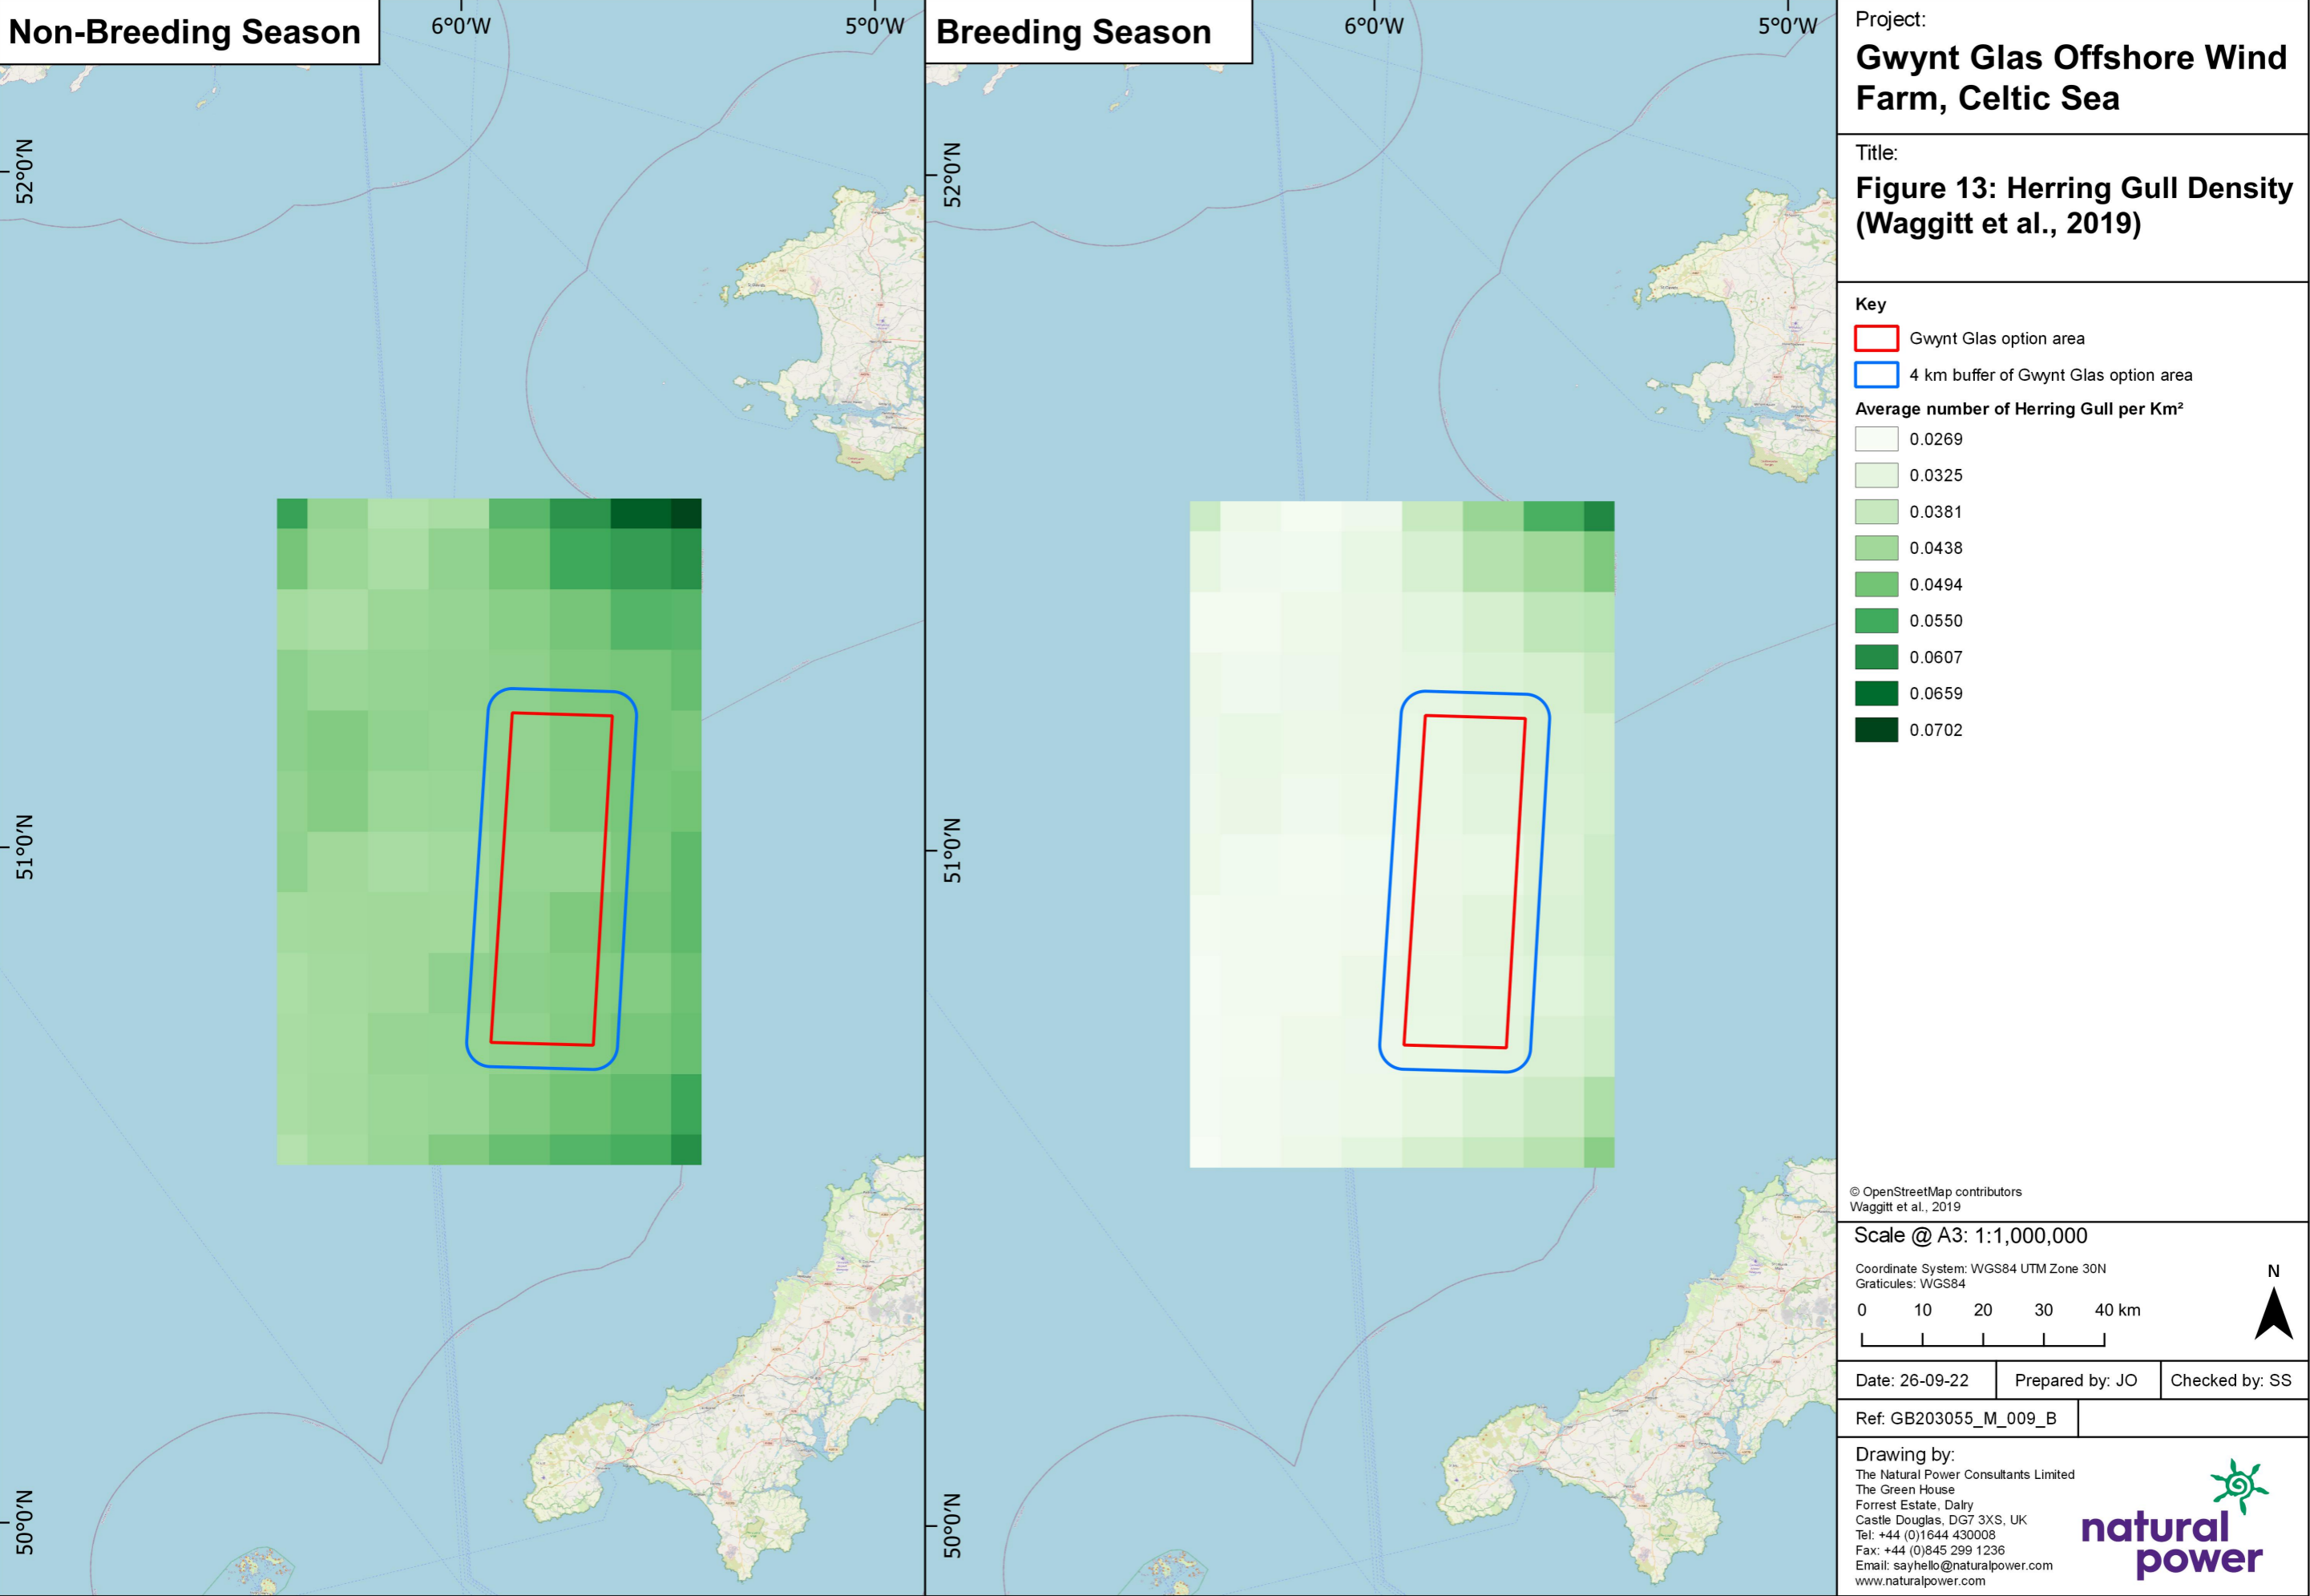 Non-Breeding Season
6°0′W
5°0′W
52°0′N
51°0′N
50°0′N
Breeding Season
6°0′W
5°0′W
52°0′N
51°0′N
50°0′N
Project:
Gwynt Glas Offshore Wind
Farm, Celtic Sea
Title:
Figure 13: Herring Gull Density
(Waggitt et al., 2019)
Key
Gwynt Glas option area
4 km buffer of Gwynt Glas option area
Average number of Herring Gull per Km²
0.0269
0.0325
0.0381
0.0438
0.0494
0.0550
0.0607
0.0659
0.0702
© OpenStreetMap contributors
Waggitt et al., 2019
Scale @ A3: 1:1,000,000
Coordinate System: WGS84 UTM Zone 30N
Graticules: WGS84
N
0 10 20 30 40 km
Date: 26-09-22
Prepared by: JO
Checked by: SS
Ref: GB203055_M_009_B
Drawing by:
The Natural Power Consultants Limited
The Green House
Forrest Estate, Dalry
Castle Douglas, DG7 3XS, UK
Tel: +44 (0)1644 430008
Fax: +44 (0)845 299 1236
Email: sayhello@naturalpower.com
www.naturalpower.com
natural
power